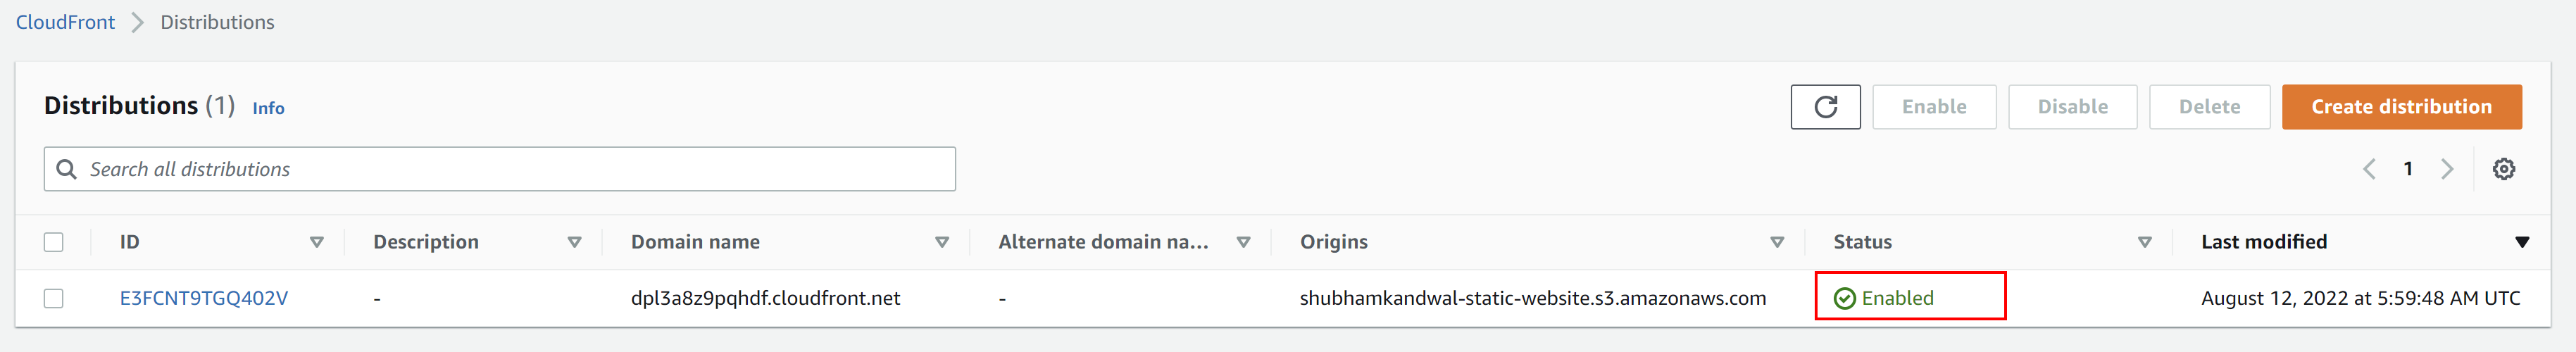 CloudFront Distributions
Distributions (1) Info
Enable Disable Delete Create distribution
Search all distributions
1
ID Description Domain name Alternate domain na... Origins Status Last modified
E3FCNT9TGQ402V - dpl3a8z9pqhdf.cloudfront.net - shubhamkandwal-static-website.s3.amazonaws.com Enabled August 12, 2022 at 5:59:48 AM UTC